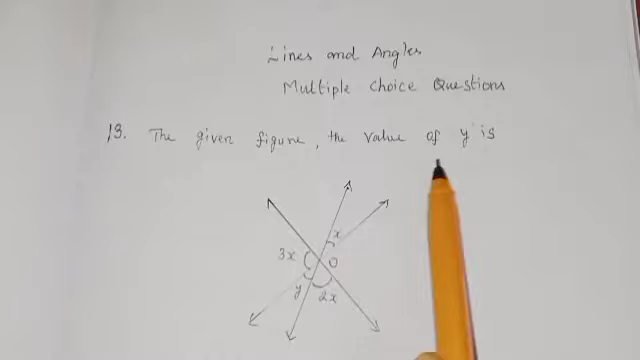 Lines and Angles
Multiple choice Questions
13. The given figure, the value of y is
x
3x
O
y
2x